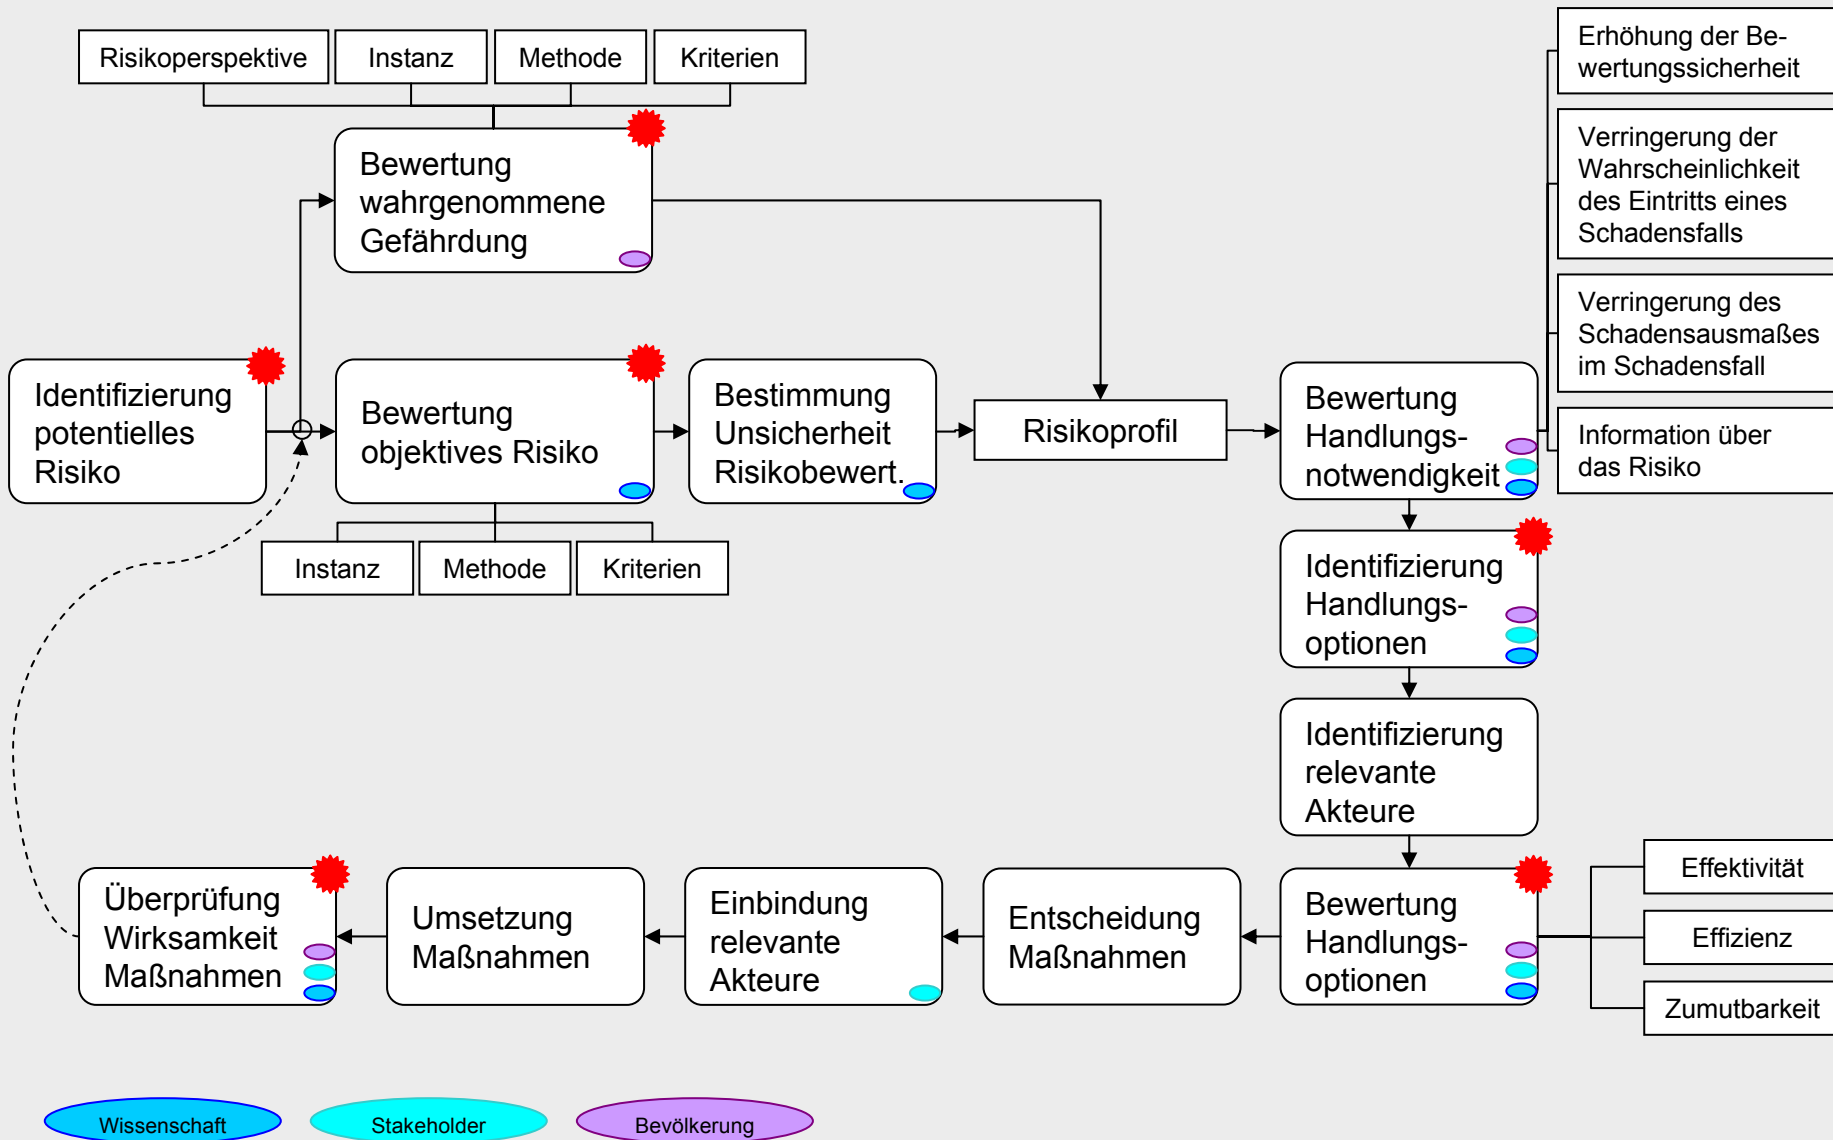 Risikoperspektive
Instanz
Methode
Kriterien
Erhöhung der Be-
wertungssicherheit
Bewertung
wahrgenommene
Gefährdung
Verringerung der
Wahrscheinlichkeit
des Eintritts eines
Schadensfalls
Verringerung des
Schadensausmaßes
im Schadensfall
Information über
das Risiko
Identifizierung
potentielles
Risiko
Bewertung
objektives Risiko
Bestimmung
Unsicherheit
Risikobewert.
Risikoprofil
Bewertung
Handlungs-
notwendigkeit
Instanz
Methode
Kriterien
Identifizierung
Handlungs-
optionen
Identifizierung
relevante
Akteure
Überprüfung
Wirksamkeit
Maßnahmen
Umsetzung
Maßnahmen
Einbindung
relevante
Akteure
Entscheidung
Maßnahmen
Bewertung
Handlungs-
optionen
Effektivität
Effizienz
Zumutbarkeit
Wissenschaft
Stakeholder
Bevölkerung